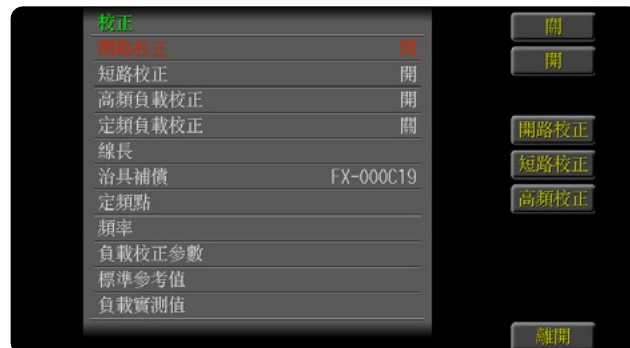 校正
開路校正 開
短路校正 開
高頻負載校正 開
定頻負載校正 關
線長
治具補償 FX-000C19
定頻點
頻率
負載校正參數
標準參考值
負載實測值
關
開
開路校正
短路校正
高頻校正
離開